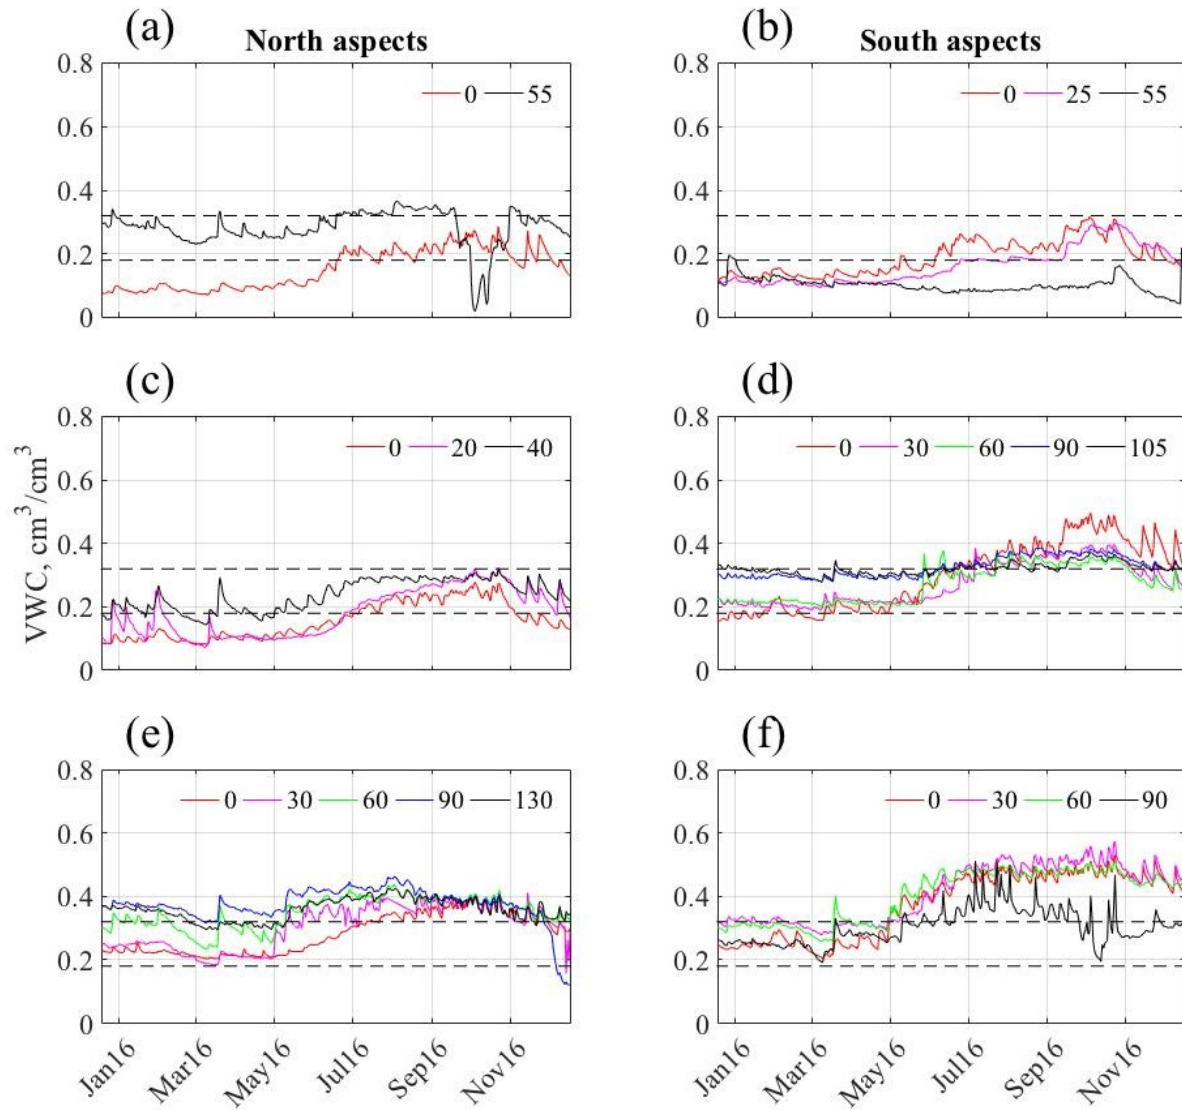 (a) (b)
North aspects South aspects
0.8 0.8
0 55 0 25 55
0.6 0.6
0.4 0.4
0.2 0.2
0 0
(c) (d)
0.8 0.8
0 20 40 0 30 60 90 105
0.6 0.6
0.4 0.4
0.2 0.2
0 0
VWC, cm³/cm³
(e) (f)
0.8 0.8
0 30 60 90 130 0 30 60 90
0.6 0.6
0.4 0.4
0.2 0.2
0 0
Jan16 Mar16 May16 Jul16 Sep16 Nov16 Jan16 Mar16 May16 Jul16 Sep16 Nov16